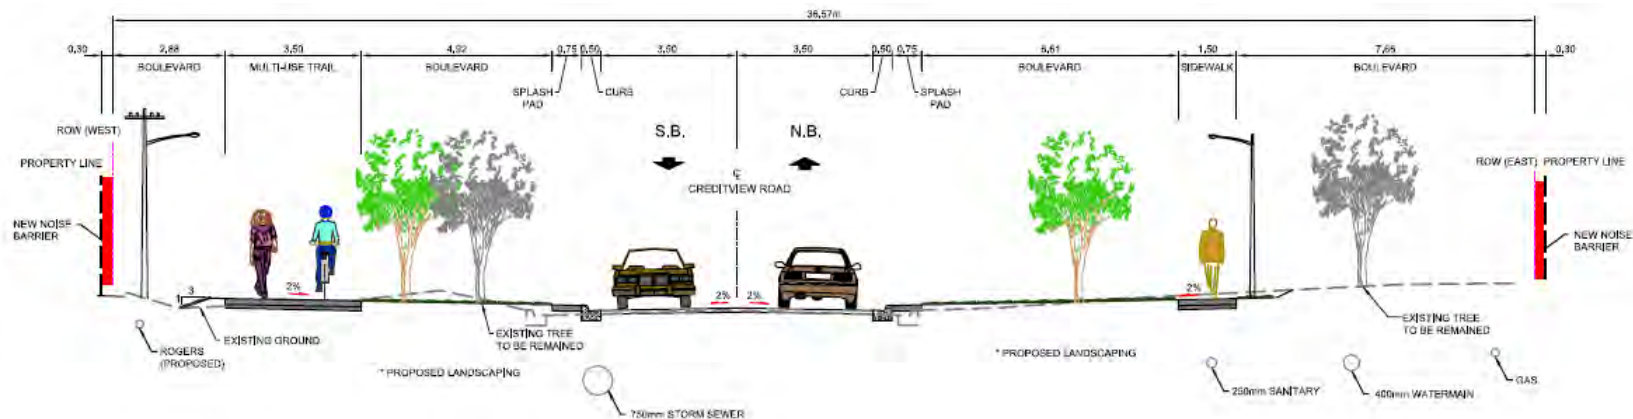 36,57m
0,30 2,88 3,50 4,92 0,75 0,50 3,50 3,50 0,50 0,75 6,61 1,50 7,65 0,30
BOULEVARD MULTI-USE TRAIL BOULEVARD BOULEVARD SIDEWALK BOULEVARD
SPLASH PAD
CURB
CURB
SPLASH PAD
ROW (WEST)
PROPERTY LINE
S.B.
N.B.
CL
CREDITVIEW ROAD
ROW (EAST) PROPERTY LINE
NEW NOISE
BARRIER
NEW NOISE
BARRIER
1
3
2%
2%
2%
2%
EXISTING GROUND
ROGERS
(PROPOSED)
EXISTING TREE
TO BE REMAINED
* PROPOSED LANDSCAPING
750mm STORM SEWER
* PROPOSED LANDSCAPING
EXISTING TREE
TO BE REMAINED
250mm SANITARY
400mm WATERMAIN
GAS